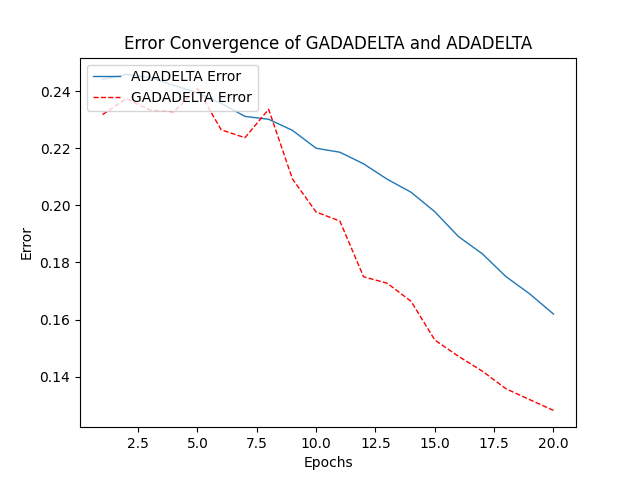 Error Convergence of GADADELTA and ADADELTA
ADADELTA Error
GADADELTA Error
0.24
0.22
0.20
0.18
0.16
0.14
Error
2.5 5.0 7.5 10.0 12.5 15.0 17.5 20.0
Epochs